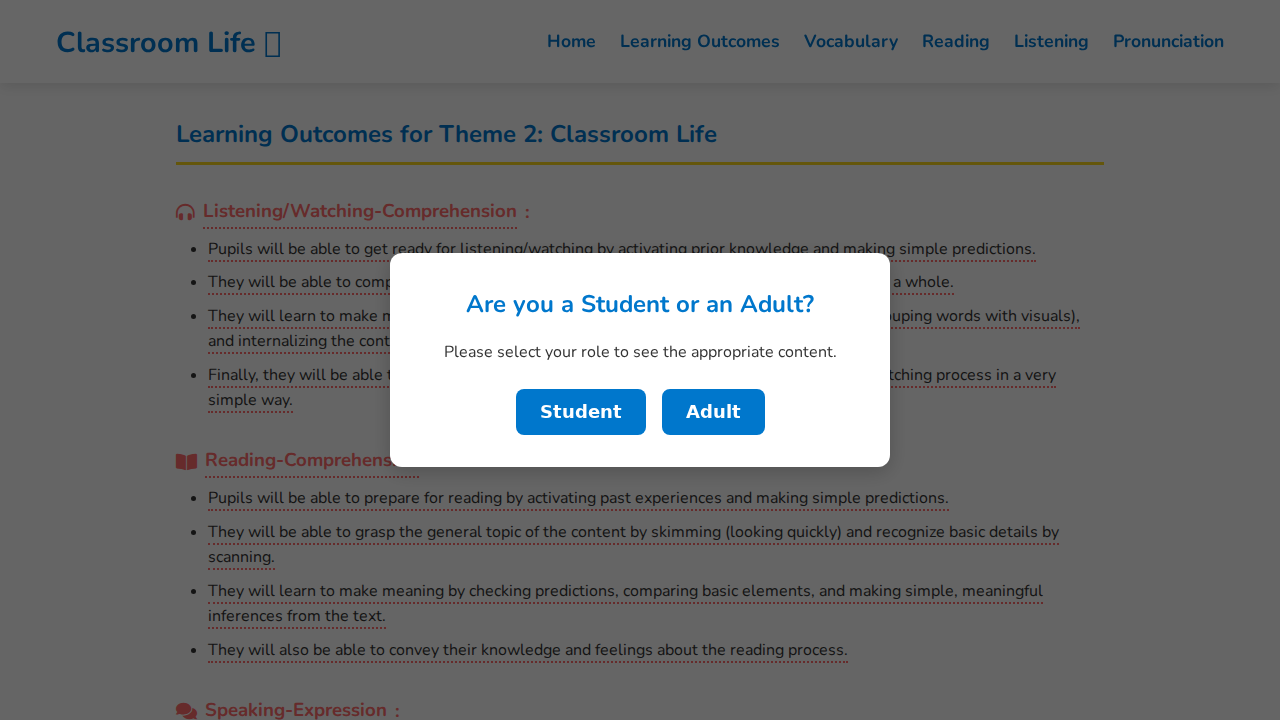 Classroom Life
Home Learning Outcomes Vocabulary Reading Listening Pronunciation
Learning Outcomes for Theme 2: Classroom Life
Listening/Watching-Comprehension :
Pupils will be able to get ready for listening/watching by activating prior knowledge and making simple predictions.
They will be able to comp
a whole.
They will learn to make m
ouping words with visuals),
and internalizing the cont
Finally, they will be able t
tching process in a very
simple way.
Are you a Student or an Adult?
Please select your role to see the appropriate content.
Student Adult
Reading-Comprehens
Pupils will be able to prepare for reading by activating past experiences and making simple predictions.
They will be able to grasp the general topic of the content by skimming (looking quickly) and recognize basic details by
scanning.
They will learn to make meaning by checking predictions, comparing basic elements, and making simple, meaningful
inferences from the text.
They will also be able to convey their knowledge and feelings about the reading process.
Speaking-Expression :